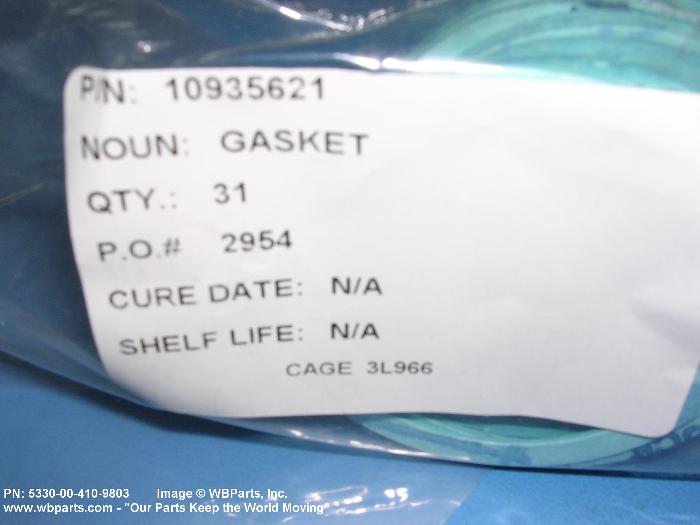 P/N: 10935621
NOUN: GASKET
QTY.: 31
P.O.# 2954
CURE DATE: N/A
SHELF LIFE: N/A
CAGE 3L966
PN: 5330-00-410-9803 Image © WBParts, Inc.
www.wbparts.com - "Our Parts Keep the World Moving"